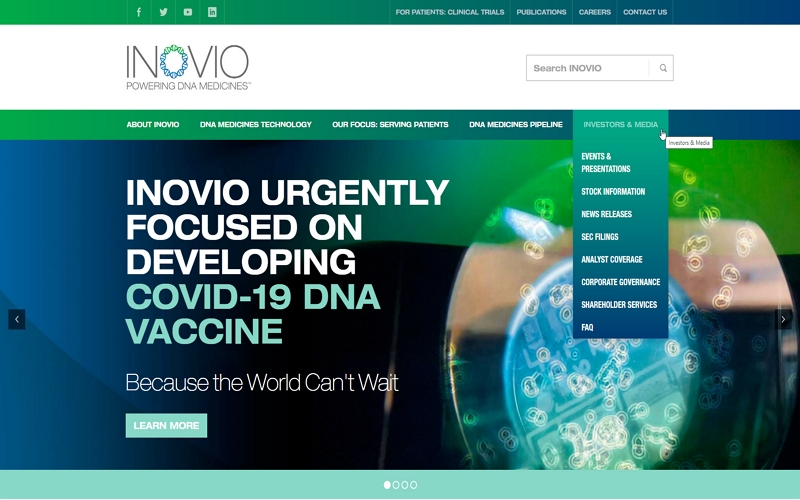 FOR PATIENTS: CLINICAL TRIALS
PUBLICATIONS
CAREERS
CONTACT US
INOVIO
POWERING DNA MEDICINES™
Search INOVIO
ABOUT INOVIO
DNA MEDICINES TECHNOLOGY
OUR FOCUS: SERVING PATIENTS
DNA MEDICINES PIPELINE
INVESTORS & MEDIA
Investors & Media
EVENTS &
PRESENTATIONS
STOCK INFORMATION
NEWS RELEASES
SEC FILINGS
ANALYST COVERAGE
CORPORATE GOVERNANCE
SHAREHOLDER SERVICES
FAQ
INOVIO URGENTLY
FOCUSED ON
DEVELOPING
COVID-19 DNA
VACCINE
Because the World Can't Wait
LEARN MORE